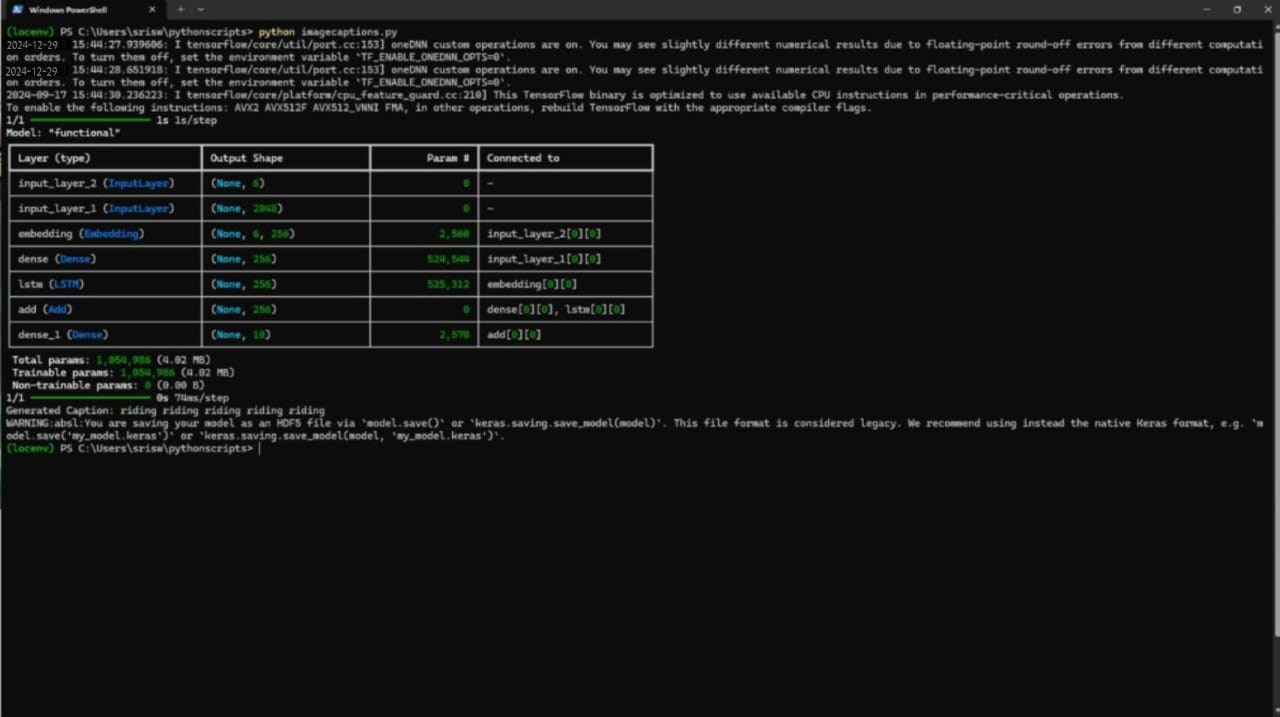 Windows PowerShell
(locenv) PS C:\Users\srisw\pythonscripts> python imagecaptions.py
2024-12-29 15:44:27.939606: I tensorflow/core/util/port.cc:153] oneDNN custom operations are on. You may see slightly different numerical results due to floating-point round-off errors from different computati
on orders. To turn them off, set the environment variable `TF_ENABLE_ONEDNN_OPTS=0`.
2024-12-29 15:44:28.651918: I tensorflow/core/util/port.cc:153] oneDNN custom operations are on. You may see slightly different numerical results due to floating-point round-off errors from different computati
on orders. To turn them off, set the environment variable `TF_ENABLE_ONEDNN_OPTS=0`.
2024-09-17 15:44:30.236223: I tensorflow/core/platform/cpu_feature_guard.cc:210] This TensorFlow binary is optimized to use available CPU instructions in performance-critical operations.
To enable the following instructions: AVX2 AVX512F AVX512_VNNI FMA, in other operations, rebuild TensorFlow with the appropriate compiler flags.
1/1 1s 1s/step
Model: "functional"
Layer (type) Output Shape Param # Connected to
input_layer_2 (InputLayer) (None, 6) 0 -
input_layer_1 (InputLayer) (None, 2048) 0 -
embedding (Embedding) (None, 6, 256) 2,560 input_layer_2[0][0]
dense (Dense) (None, 256) 524,544 input_layer_1[0][0]
lstm (LSTM) (None, 256) 525,312 embedding[0][0]
add (Add) (None, 256) 0 dense[0][0], lstm[0][0]
dense_1 (Dense) (None, 10) 2,570 add[0][0]
Total params: 1,054,986 (4.02 MB)
Trainable params: 1,054,986 (4.02 MB)
Non-trainable params: 0 (0.00 B)
1/1 0s 74ms/step
Generated Caption: riding riding riding riding riding
WARNING:absl:You are saving your model as an HDF5 file via `model.save()` or `keras.saving.save_model(model)`. This file format is considered legacy. We recommend using instead the native Keras format, e.g. `m
odel.save('my_model.keras')` or `keras.saving.save_model(model, 'my_model.keras')`.
(locenv) PS C:\Users\srisw\pythonscripts>